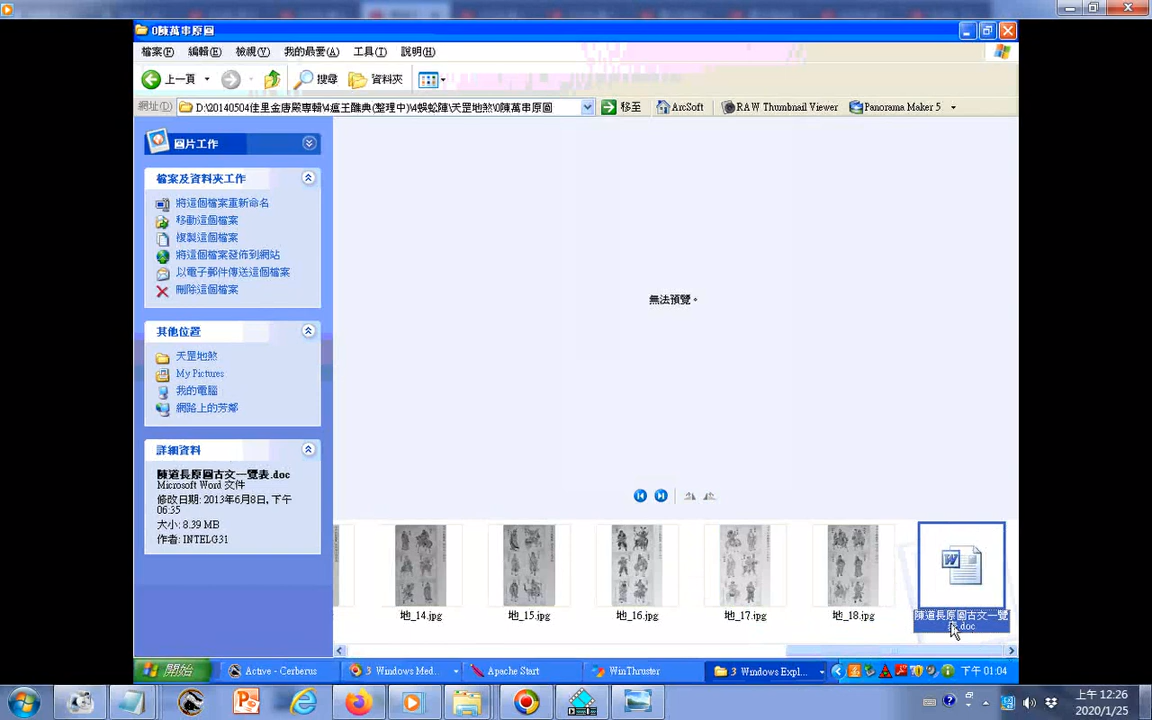 0陳萬串原圖
檔案(F) 編輯(E) 檢視(V) 我的最愛(A) 工具(T) 說明(H)
上一頁 搜尋 資料夾
網址(D) D:\20140504佳里金唐殿專輯\4瘟王醮典(整理中)\4蜈蚣陣\天罡地煞\0陳萬串原圖 移至 ArcSoft RAW Thumbnail Viewer Panorama Maker 5
圖片工作
檔案及資料夾工作
將這個檔案重新命名
移動這個檔案
複製這個檔案
將這個檔案發佈到網站
以電子郵件傳送這個檔案
刪除這個檔案
其他位置
天罡地煞
My Pictures
我的電腦
網路上的芳鄰
詳細資料
陳道長原圖古文一覽表.doc
Microsoft Word 文件
修改日期: 2013年6月8日, 下午
06:35
大小: 8.39 MB
作者: INTELG31
無法預覽。
地_14.jpg 地_15.jpg 地_16.jpg 地_17.jpg 地_18.jpg 陳道長原圖古文一覽
表.doc
開始 Active - Cerberus 3 Windows Med... Apache Start WinThruster 3 Windows Expl... 下午 01:04
上午 12:26
2020/1/25